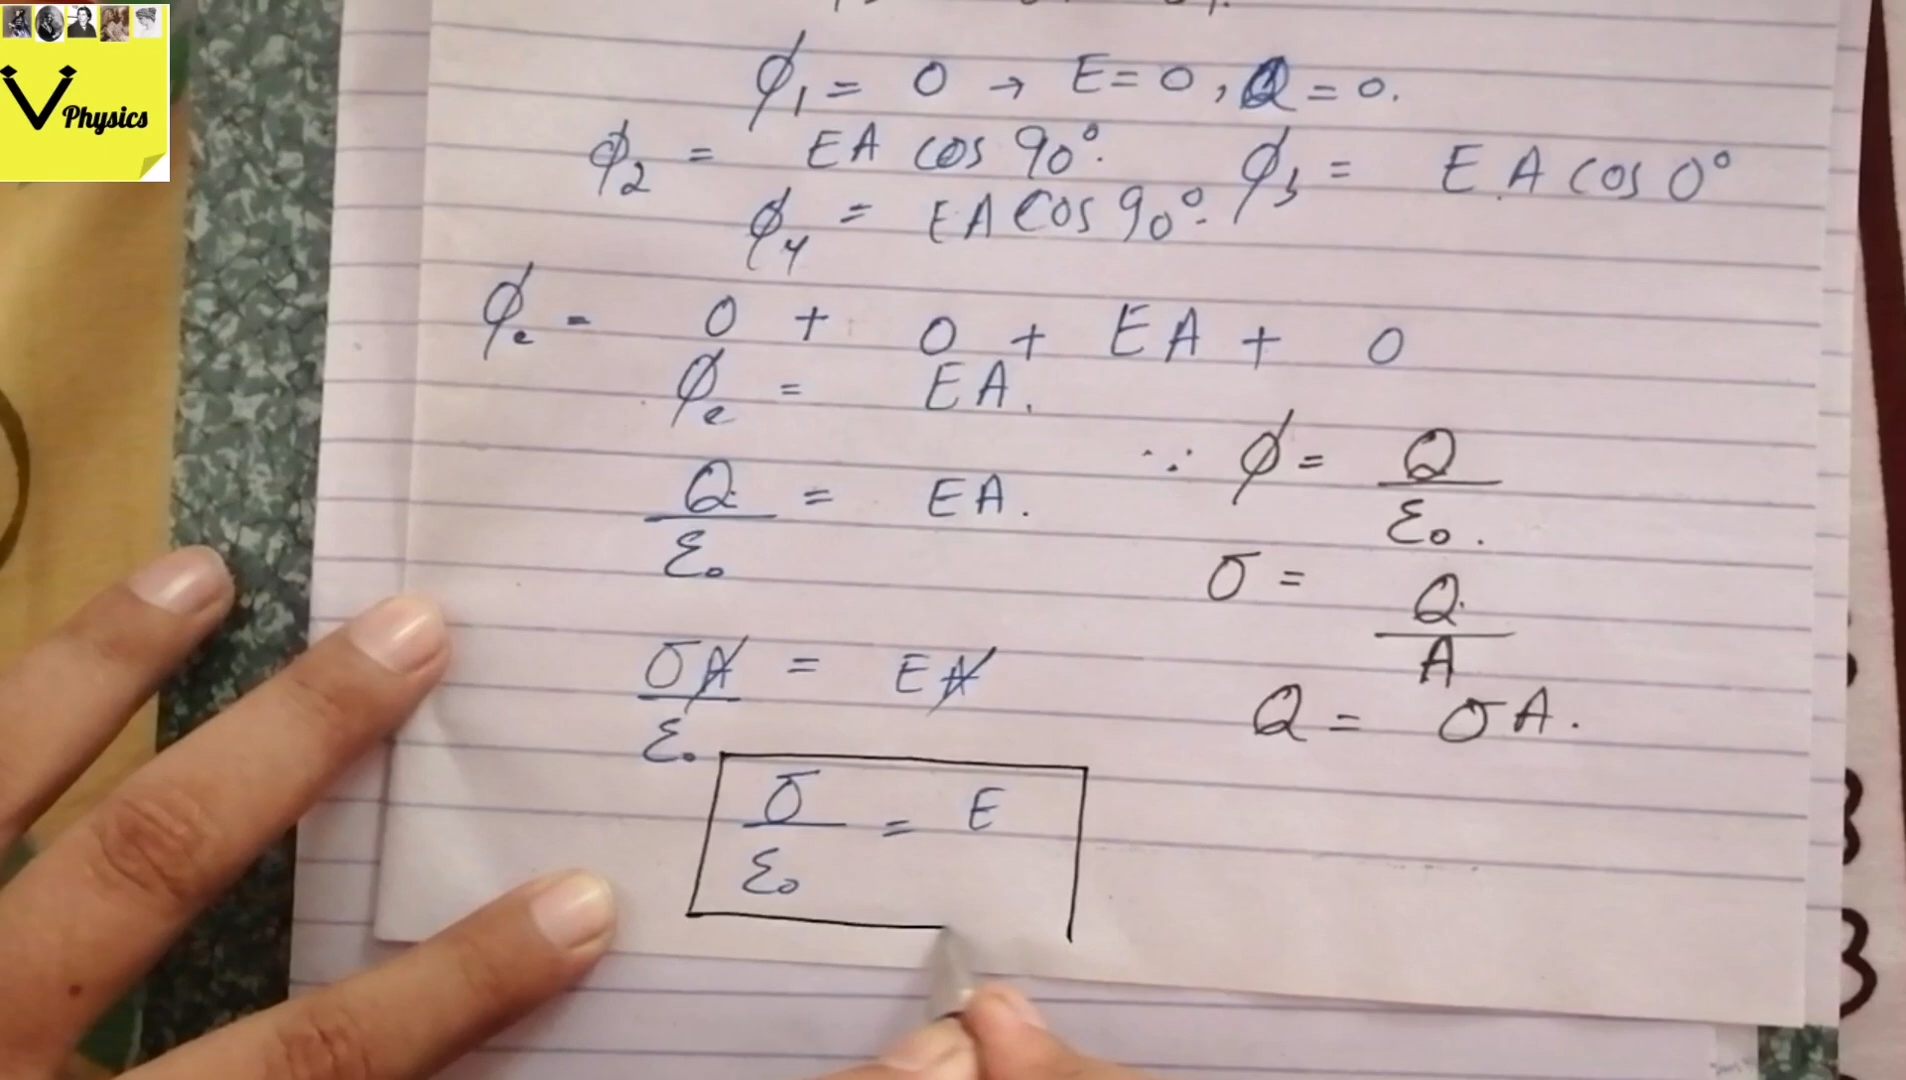 V Physics
ϕ₁ = 0 → E = 0, Q = 0.
ϕ₂ = EA cos 90°. ϕ₃ = E.A cos 0°
ϕ₄ = EA Cos 90°.
ϕₑ = 0 + 0 + EA + 0
ϕₑ = EA.
Q/ε₀ = EA. ∵ ϕ = Q/ε₀.
σ = Q/A
σA/ε₀ = EA
Q = σA.
σ/ε₀ = E
3